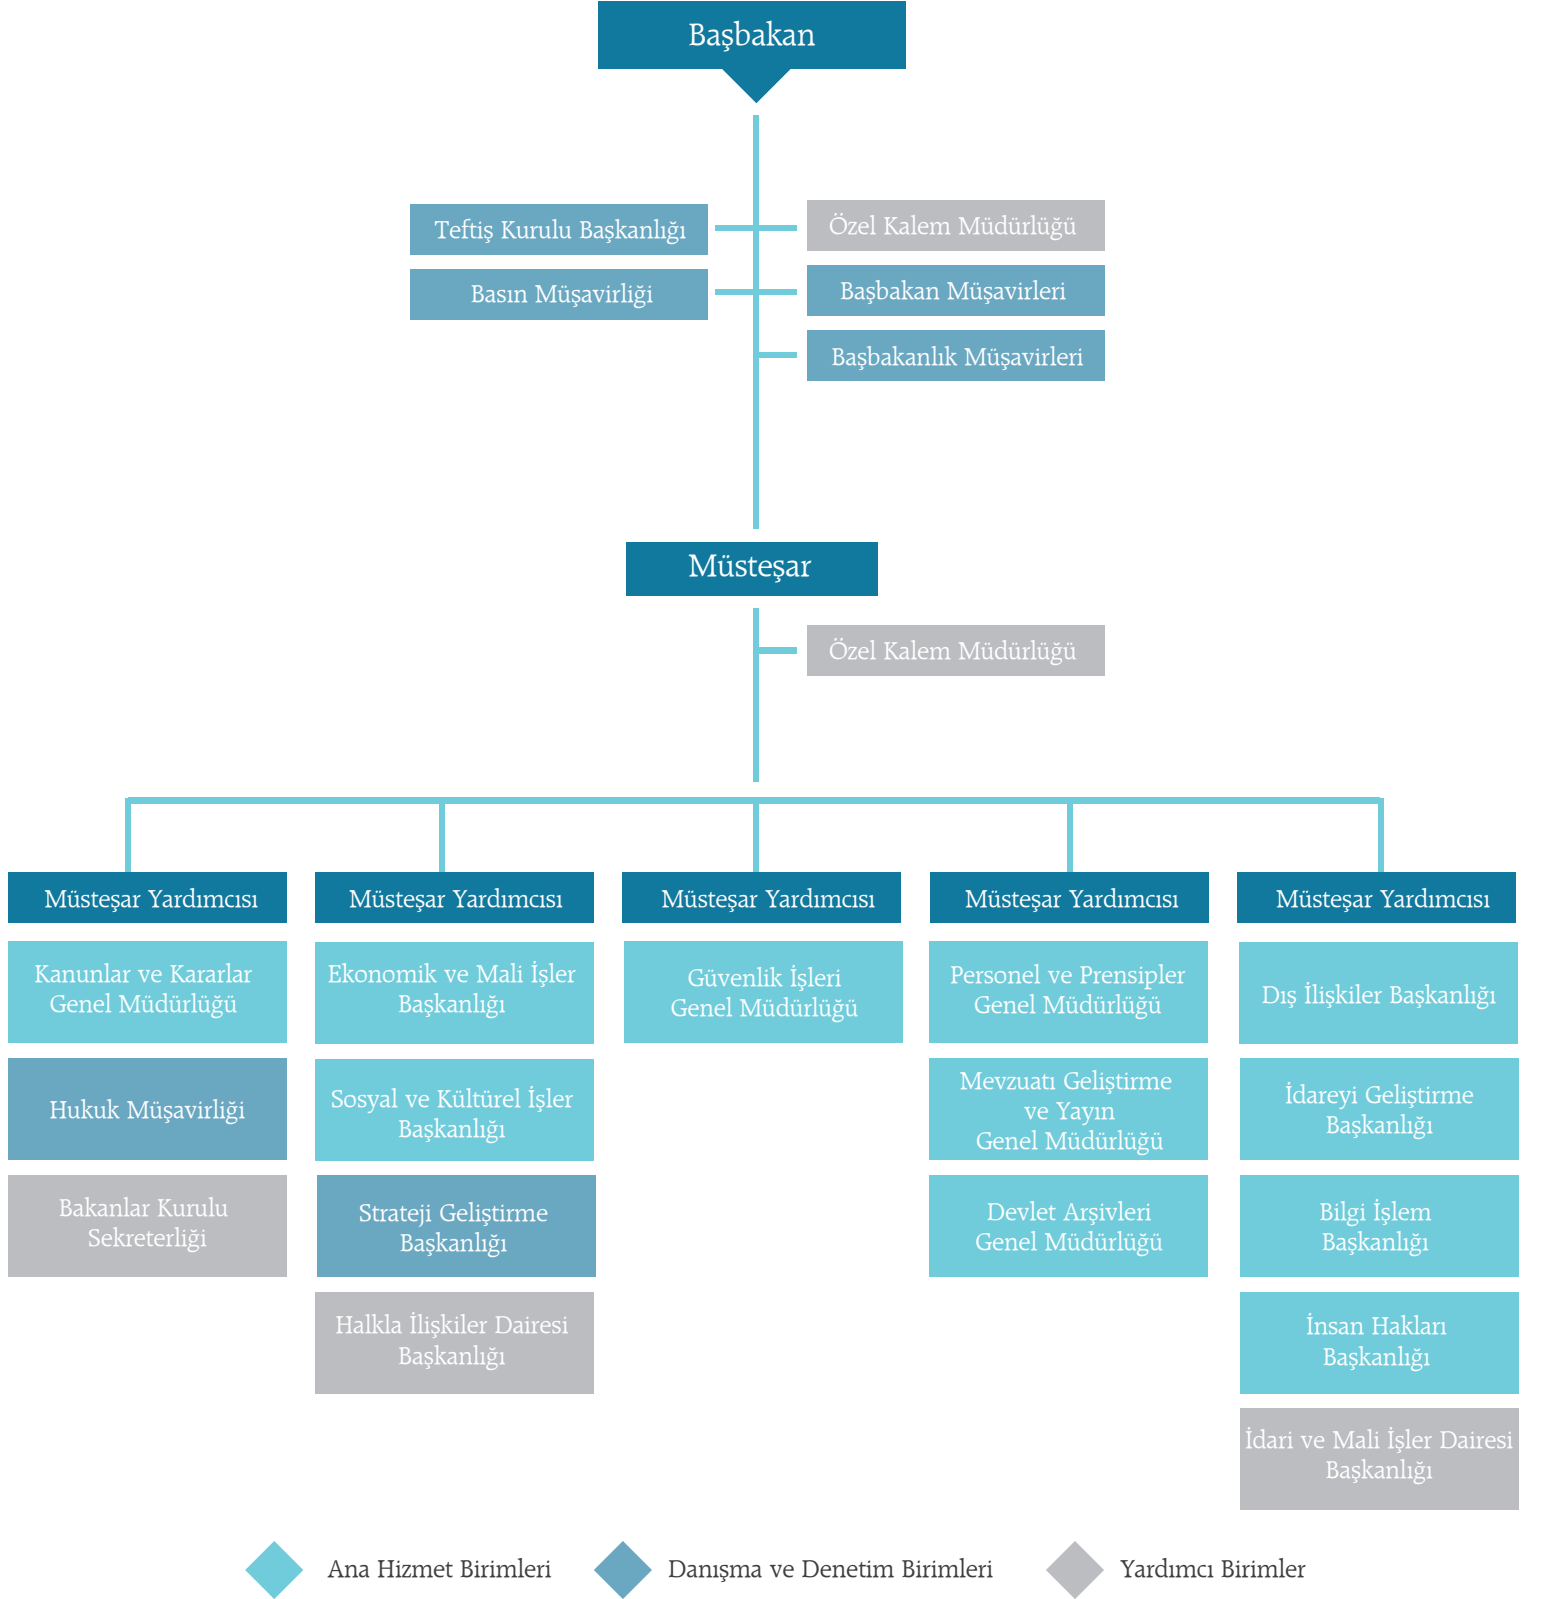 Başbakan
Teftiş Kurulu Başkanlığı
Özel Kalem Müdürlüğü
Basın Müşavirliği
Başbakan Müşavirleri
Başbakanlık Müşavirleri
Müsteşar
Özel Kalem Müdürlüğü
Müsteşar Yardımcısı
Kanunlar ve Kararlar
Genel Müdürlüğü
Hukuk Müşavirliği
Bakanlar Kurulu
Sekreterliği
Müsteşar Yardımcısı
Ekonomik ve Mali İşler
Başkanlığı
Sosyal ve Kültürel İşler
Başkanlığı
Strateji Geliştirme
Başkanlığı
Halkla İlişkiler Dairesi
Başkanlığı
Müsteşar Yardımcısı
Güvenlik İşleri
Genel Müdürlüğü
Müsteşar Yardımcısı
Personel ve Prensipler
Genel Müdürlüğü
Mevzuatı Geliştirme
ve Yayın
Genel Müdürlüğü
Devlet Arşivleri
Genel Müdürlüğü
Müsteşar Yardımcısı
Dış İlişkiler Başkanlığı
İdareyi Geliştirme
Başkanlığı
Bilgi İşlem
Başkanlığı
İnsan Hakları
Başkanlığı
İdari ve Mali İşler Dairesi
Başkanlığı
Ana Hizmet Birimleri
Danışma ve Denetim Birimleri
Yardımcı Birimler